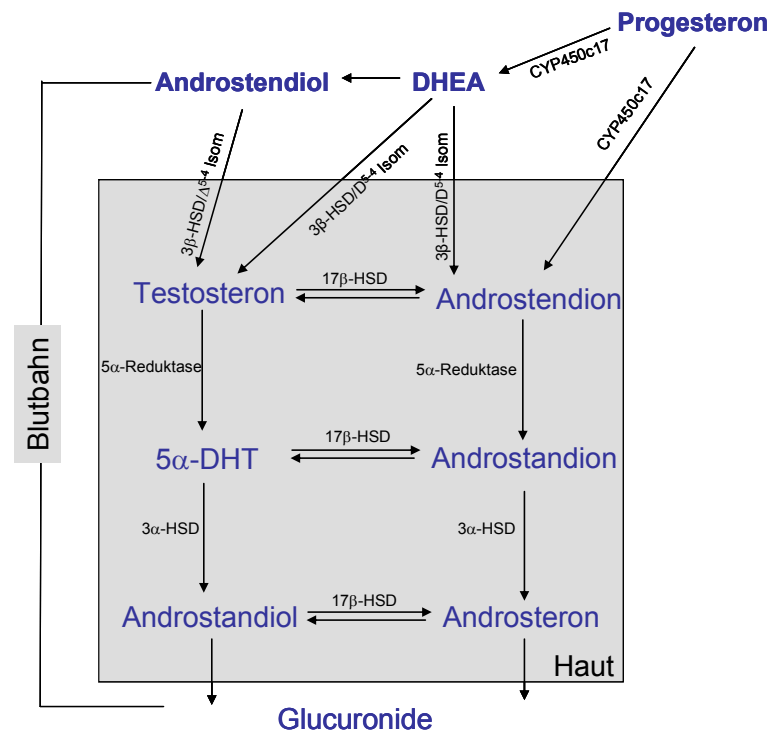 Progesteron
CYP450c17
Androstendiol
DHEA
CYP450c17
3β-HSD/Δ⁵⁻⁴ Isom
3β-HSD/D⁵⁻⁴ Isom
3β-HSD/D⁵⁻⁴ Isom
Testosteron
17β-HSD
Androstendion
Blutbahn
5α-Reduktase
5α-Reduktase
5α-DHT
17β-HSD
Androstandion
3α-HSD
3α-HSD
Androstandiol
17β-HSD
Androsteron
Haut
Glucuronide